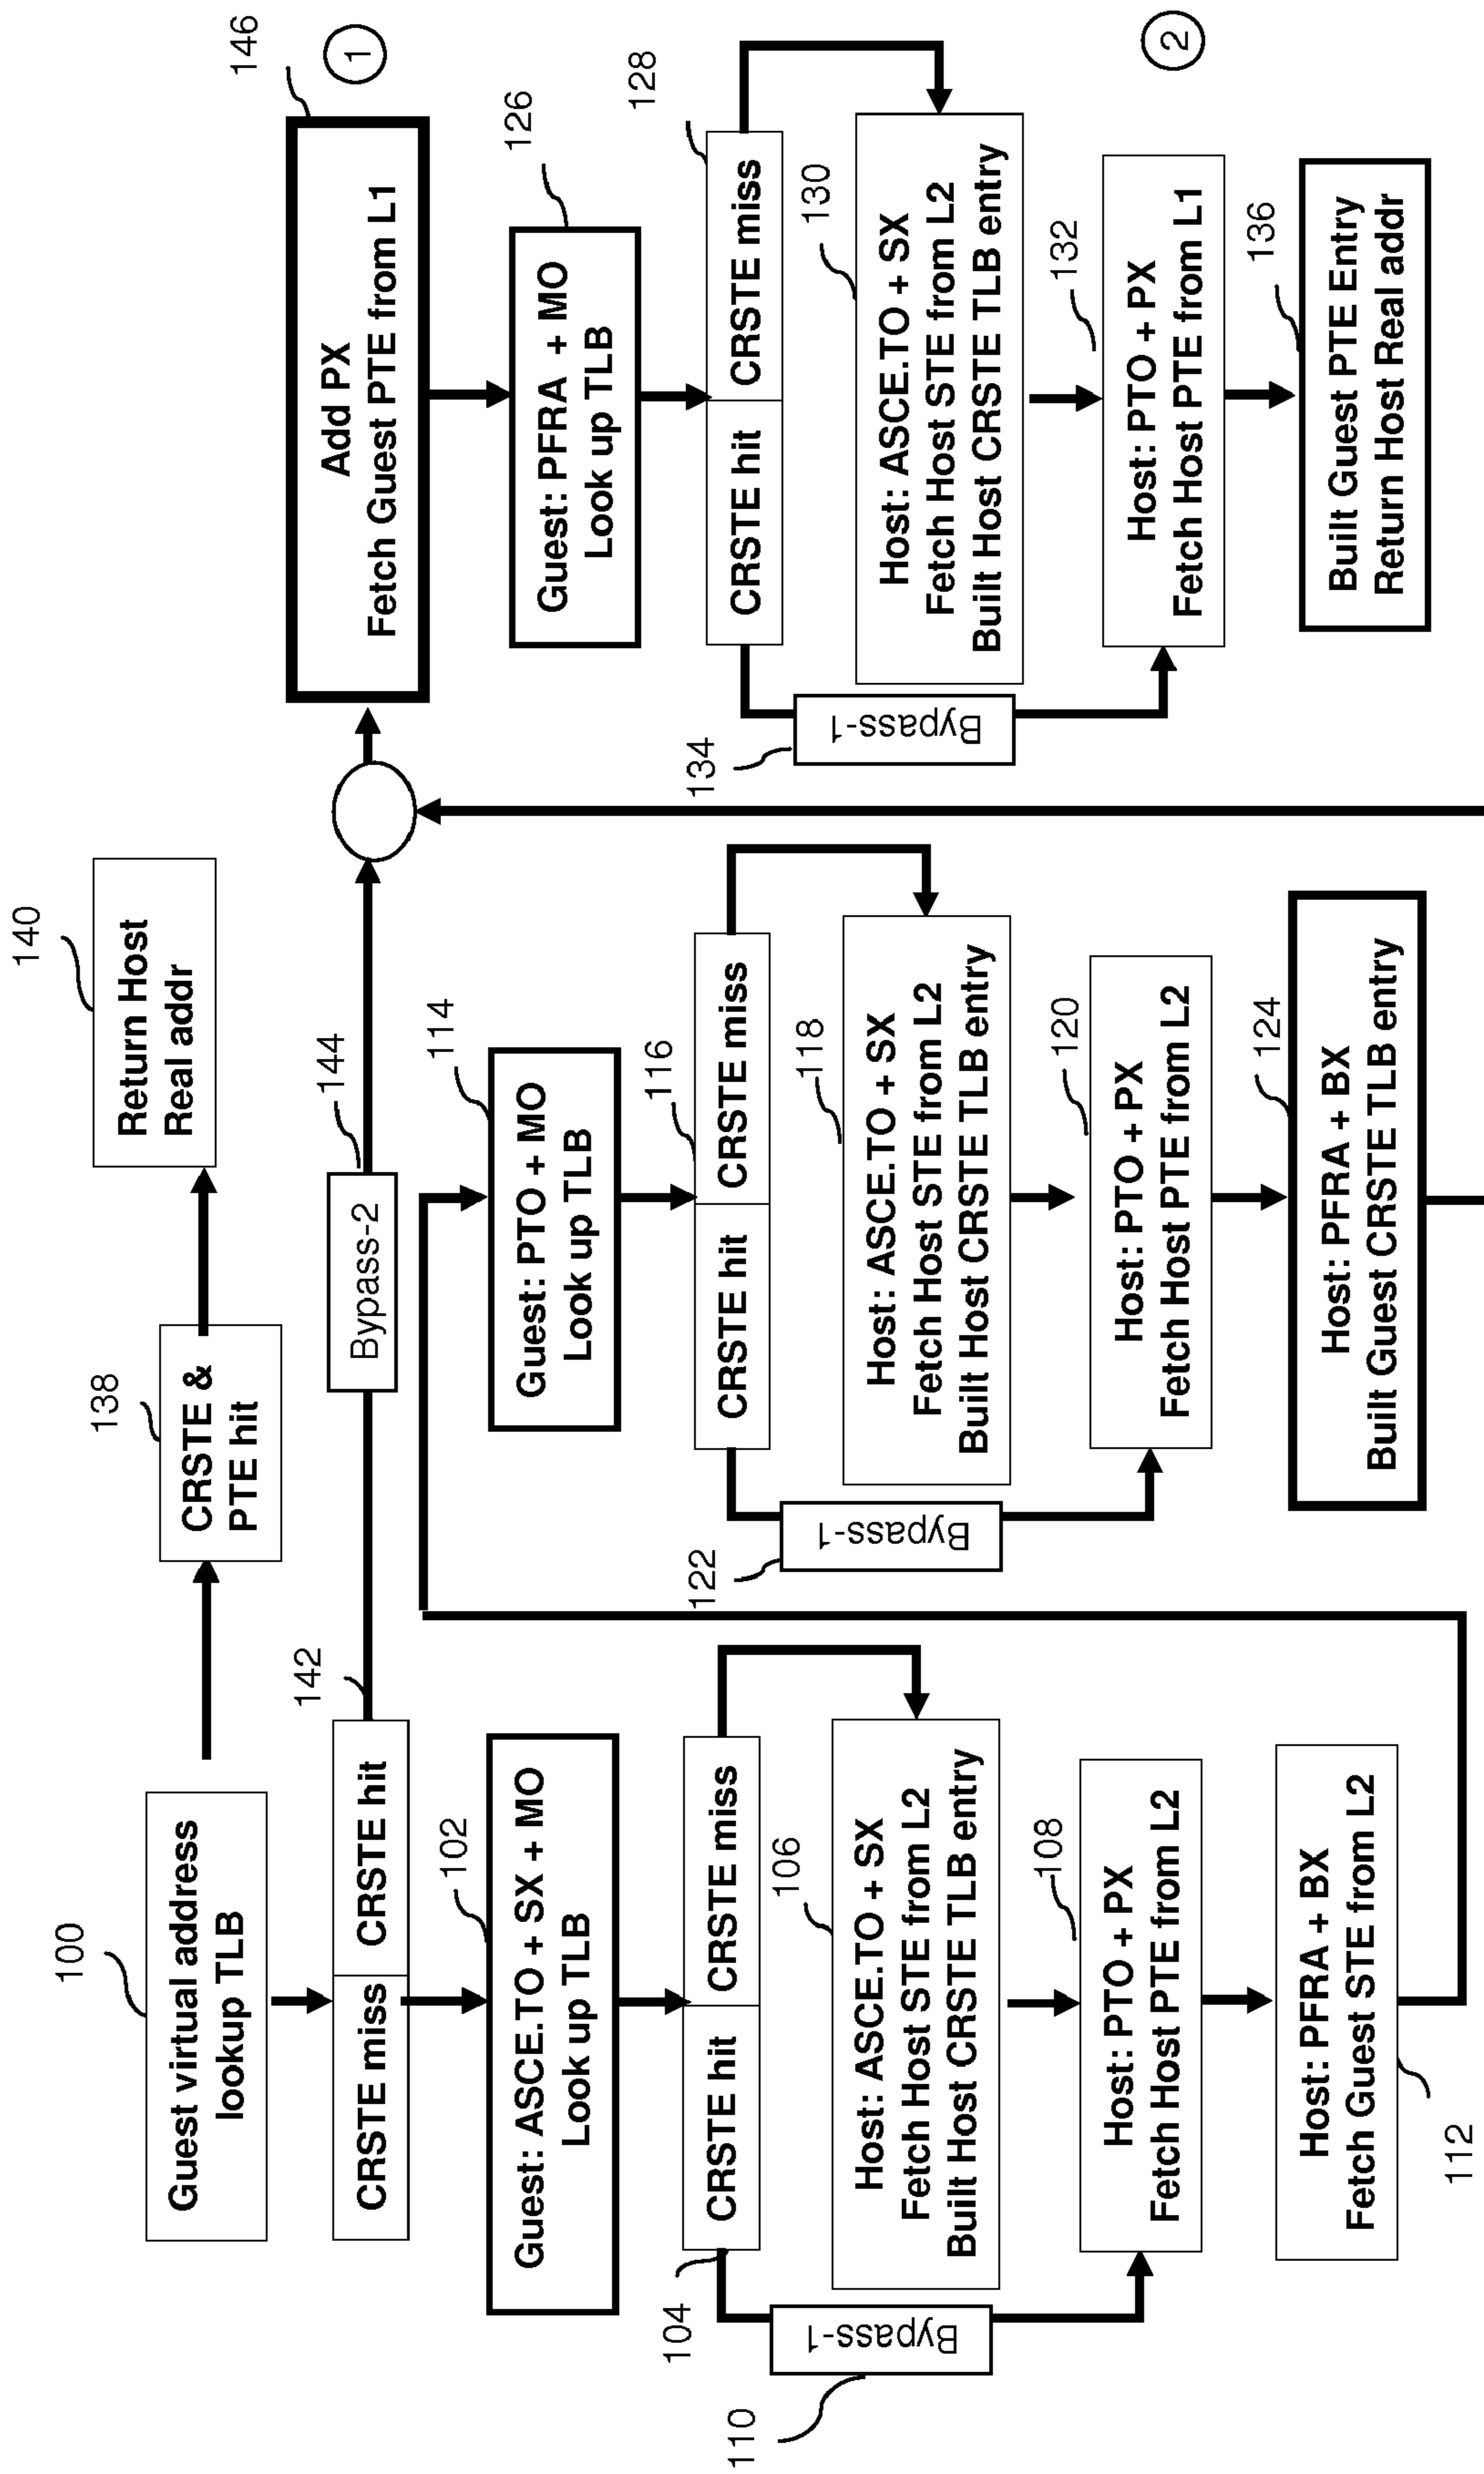 100
Guest virtual address
lookup TLB
138
CRSTE &
PTE hit
140
Return Host
Real addr
CRSTE miss
CRSTE hit
142
Bypass-2
144
102
Guest: ASCE.TO + SX + MO
Look up TLB
104
CRSTE hit
CRSTE miss
110
Bypass-1
106
Host: ASCE.TO + SX
Fetch Host STE from L2
Built Host CRSTE TLB entry
108
Host: PTO + PX
Fetch Host PTE from L2
Host: PFRA + BX
Fetch Guest STE from L2
112
114
Guest: PTO + MO
Look up TLB
116
CRSTE hit
CRSTE miss
122
Bypass-1
118
Host: ASCE.TO + SX
Fetch Host STE from L2
Built Host CRSTE TLB entry
120
Host: PTO + PX
Fetch Host PTE from L2
124
Host: PFRA + BX
Built Guest CRSTE TLB entry
146
1
Add PX
Fetch Guest PTE from L1
126
Guest: PFRA + MO
Look up TLB
128
CRSTE hit
CRSTE miss
134
Bypass-1
130
Host: ASCE.TO + SX
Fetch Host STE from L2
Built Host CRSTE TLB entry
2
132
Host: PTO + PX
Fetch Host PTE from L1
136
Built Guest PTE Entry
Return Host Real addr